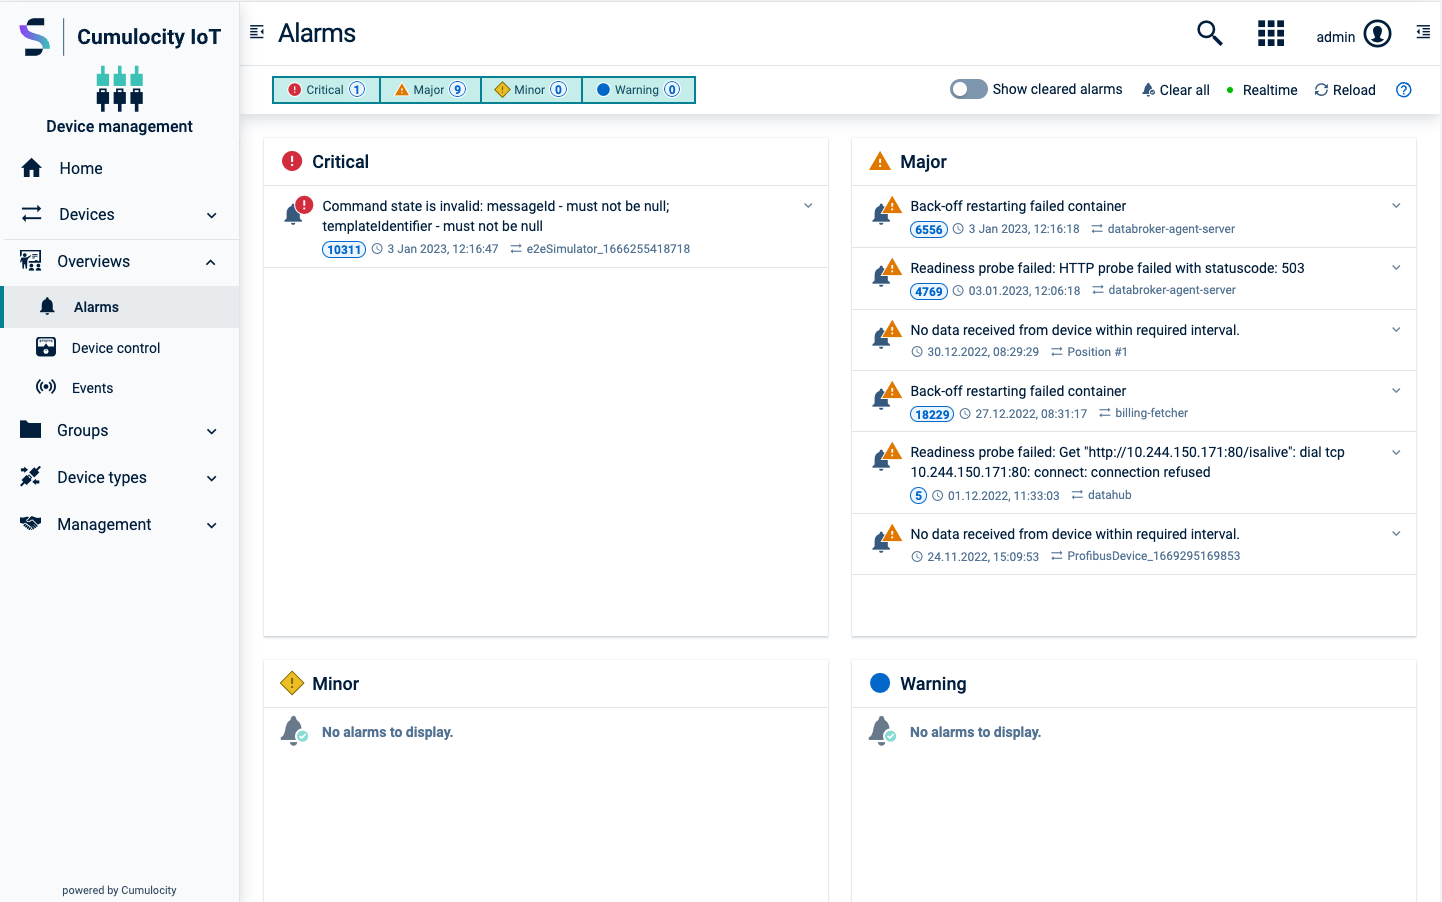 Cumulocity IoT
Device management
Home
Devices
Overviews
Alarms
Device control
Events
Groups
Device types
Management
powered by Cumulocity
Alarms
admin
Critical 1
Major 9
Minor 0
Warning 0
Show cleared alarms
Clear all
Realtime
Reload
Critical
Command state is invalid: messageId - must not be null;
templateIdentifier - must not be null
10311 3 Jan 2023, 12:16:47 e2eSimulator_1666255418718
Major
Back-off restarting failed container
6556 3 Jan 2023, 12:16:18 databroker-agent-server
Readiness probe failed: HTTP probe failed with statuscode: 503
4769 03.01.2023, 12:06:18 databroker-agent-server
No data received from device within required interval.
30.12.2022, 08:29:29 Position #1
Back-off restarting failed container
18229 27.12.2022, 08:31:17 billing-fetcher
Readiness probe failed: Get "http://10.244.150.171:80/isalive": dial tcp
10.244.150.171:80: connect: connection refused
5 01.12.2022, 11:33:03 datahub
No data received from device within required interval.
24.11.2022, 15:09:53 ProfibusDevice_1669295169853
Minor
No alarms to display.
Warning
No alarms to display.